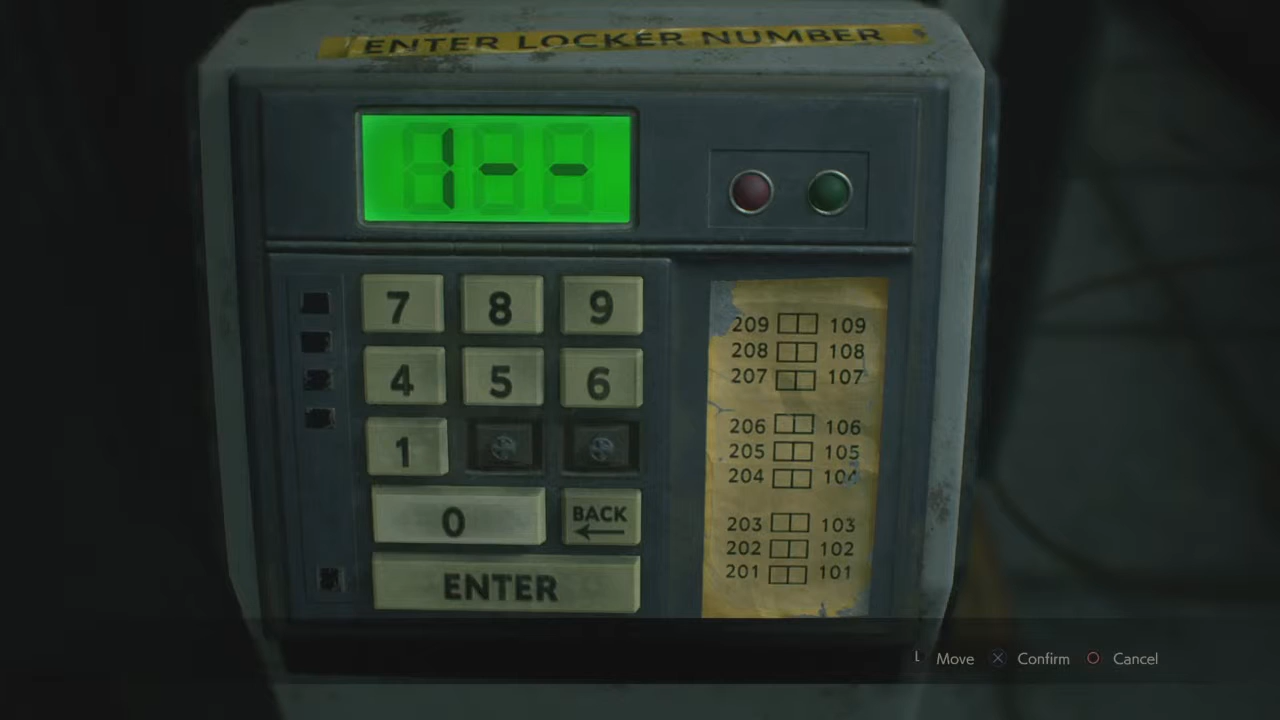 ENTER LOCKER NUMBER
1--
7 8 9
4 5 6
1
0 BACK
ENTER
209 109
208 108
207 107
206 106
205 105
204 104
203 103
202 102
201 101
L Move X Confirm O Cancel